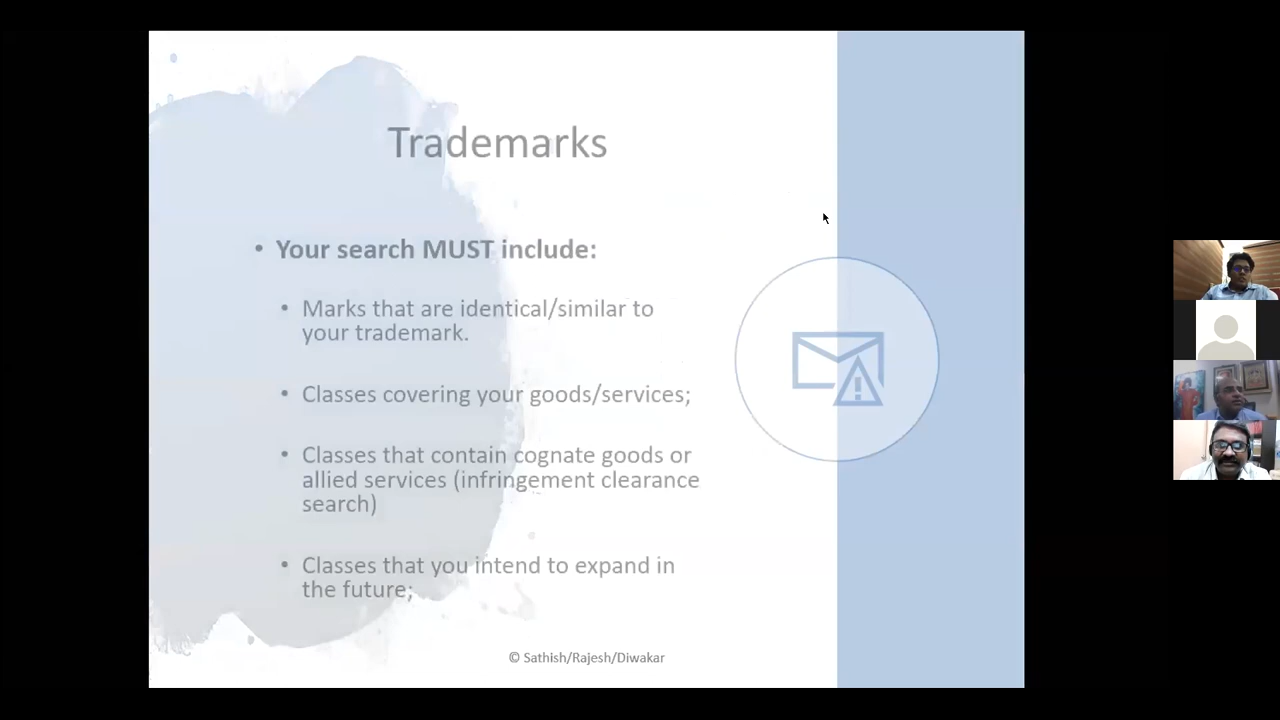 Trademarks
• Your search MUST include:
• Marks that are identical/similar to
your trademark.
• Classes covering your goods/services;
• Classes that contain cognate goods or
allied services (infringement clearance
search)
• Classes that you intend to expand in
the future;
© Sathish/Rajesh/Diwakar